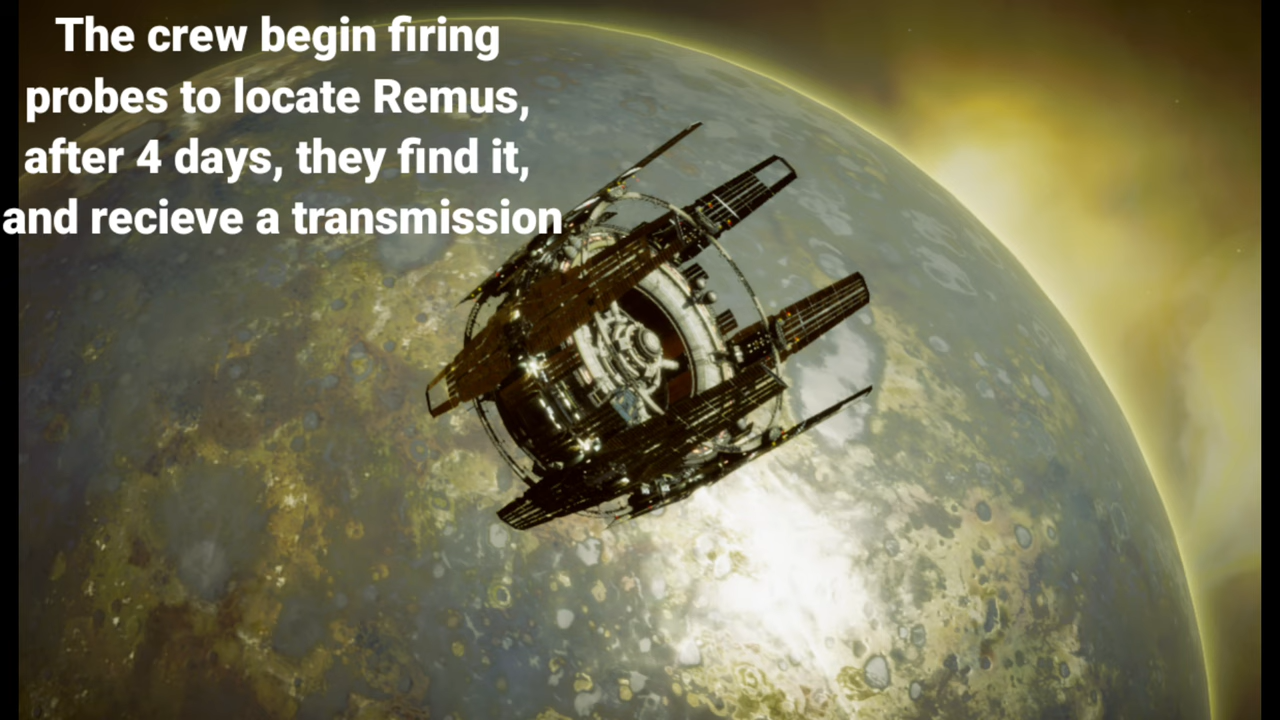 The crew begin firing
probes to locate Remus,
after 4 days, they find it,
and recieve a transmission